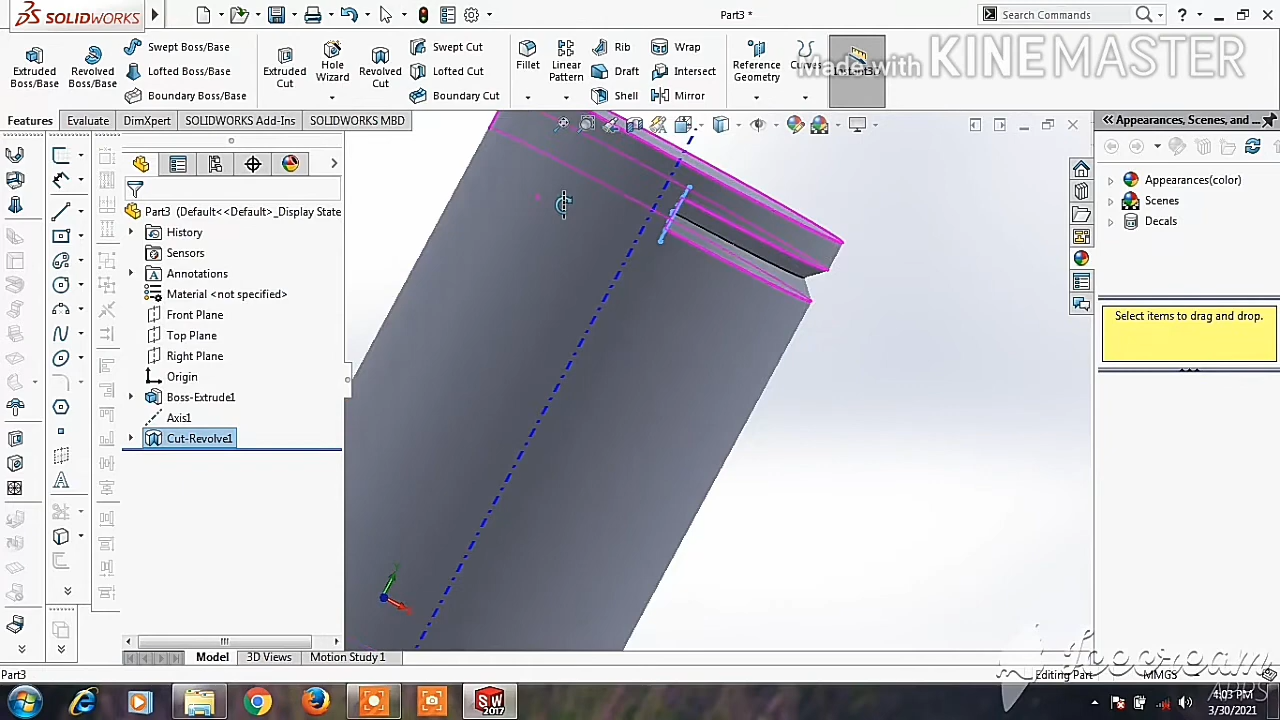 SOLIDWORKS
Part3 *
Search Commands
Extruded Boss/Base
Revolved Boss/Base
Swept Boss/Base
Lofted Boss/Base
Boundary Boss/Base
Extruded Cut
Hole Wizard
Revolved Cut
Swept Cut
Lofted Cut
Boundary Cut
Fillet
Linear Pattern
Rib
Draft
Shell
Wrap
Intersect
Mirror
Reference Geometry
Curves
Made with KINEMASTER
Features
Evaluate
DimXpert
SOLIDWORKS Add-Ins
SOLIDWORKS MBD
Part3 (Default<<Default>_Display State
History
Sensors
Annotations
Material <not specified>
Front Plane
Top Plane
Right Plane
Origin
Boss-Extrude1
Axis1
Cut-Revolve1
Appearances, Scenes, and
Appearances(color)
Scenes
Decals
Select items to drag and drop.
Model
3D Views
Motion Study 1
Part3
Editing Part
MMGS
SW
2017
4:03 PM
3/30/2021